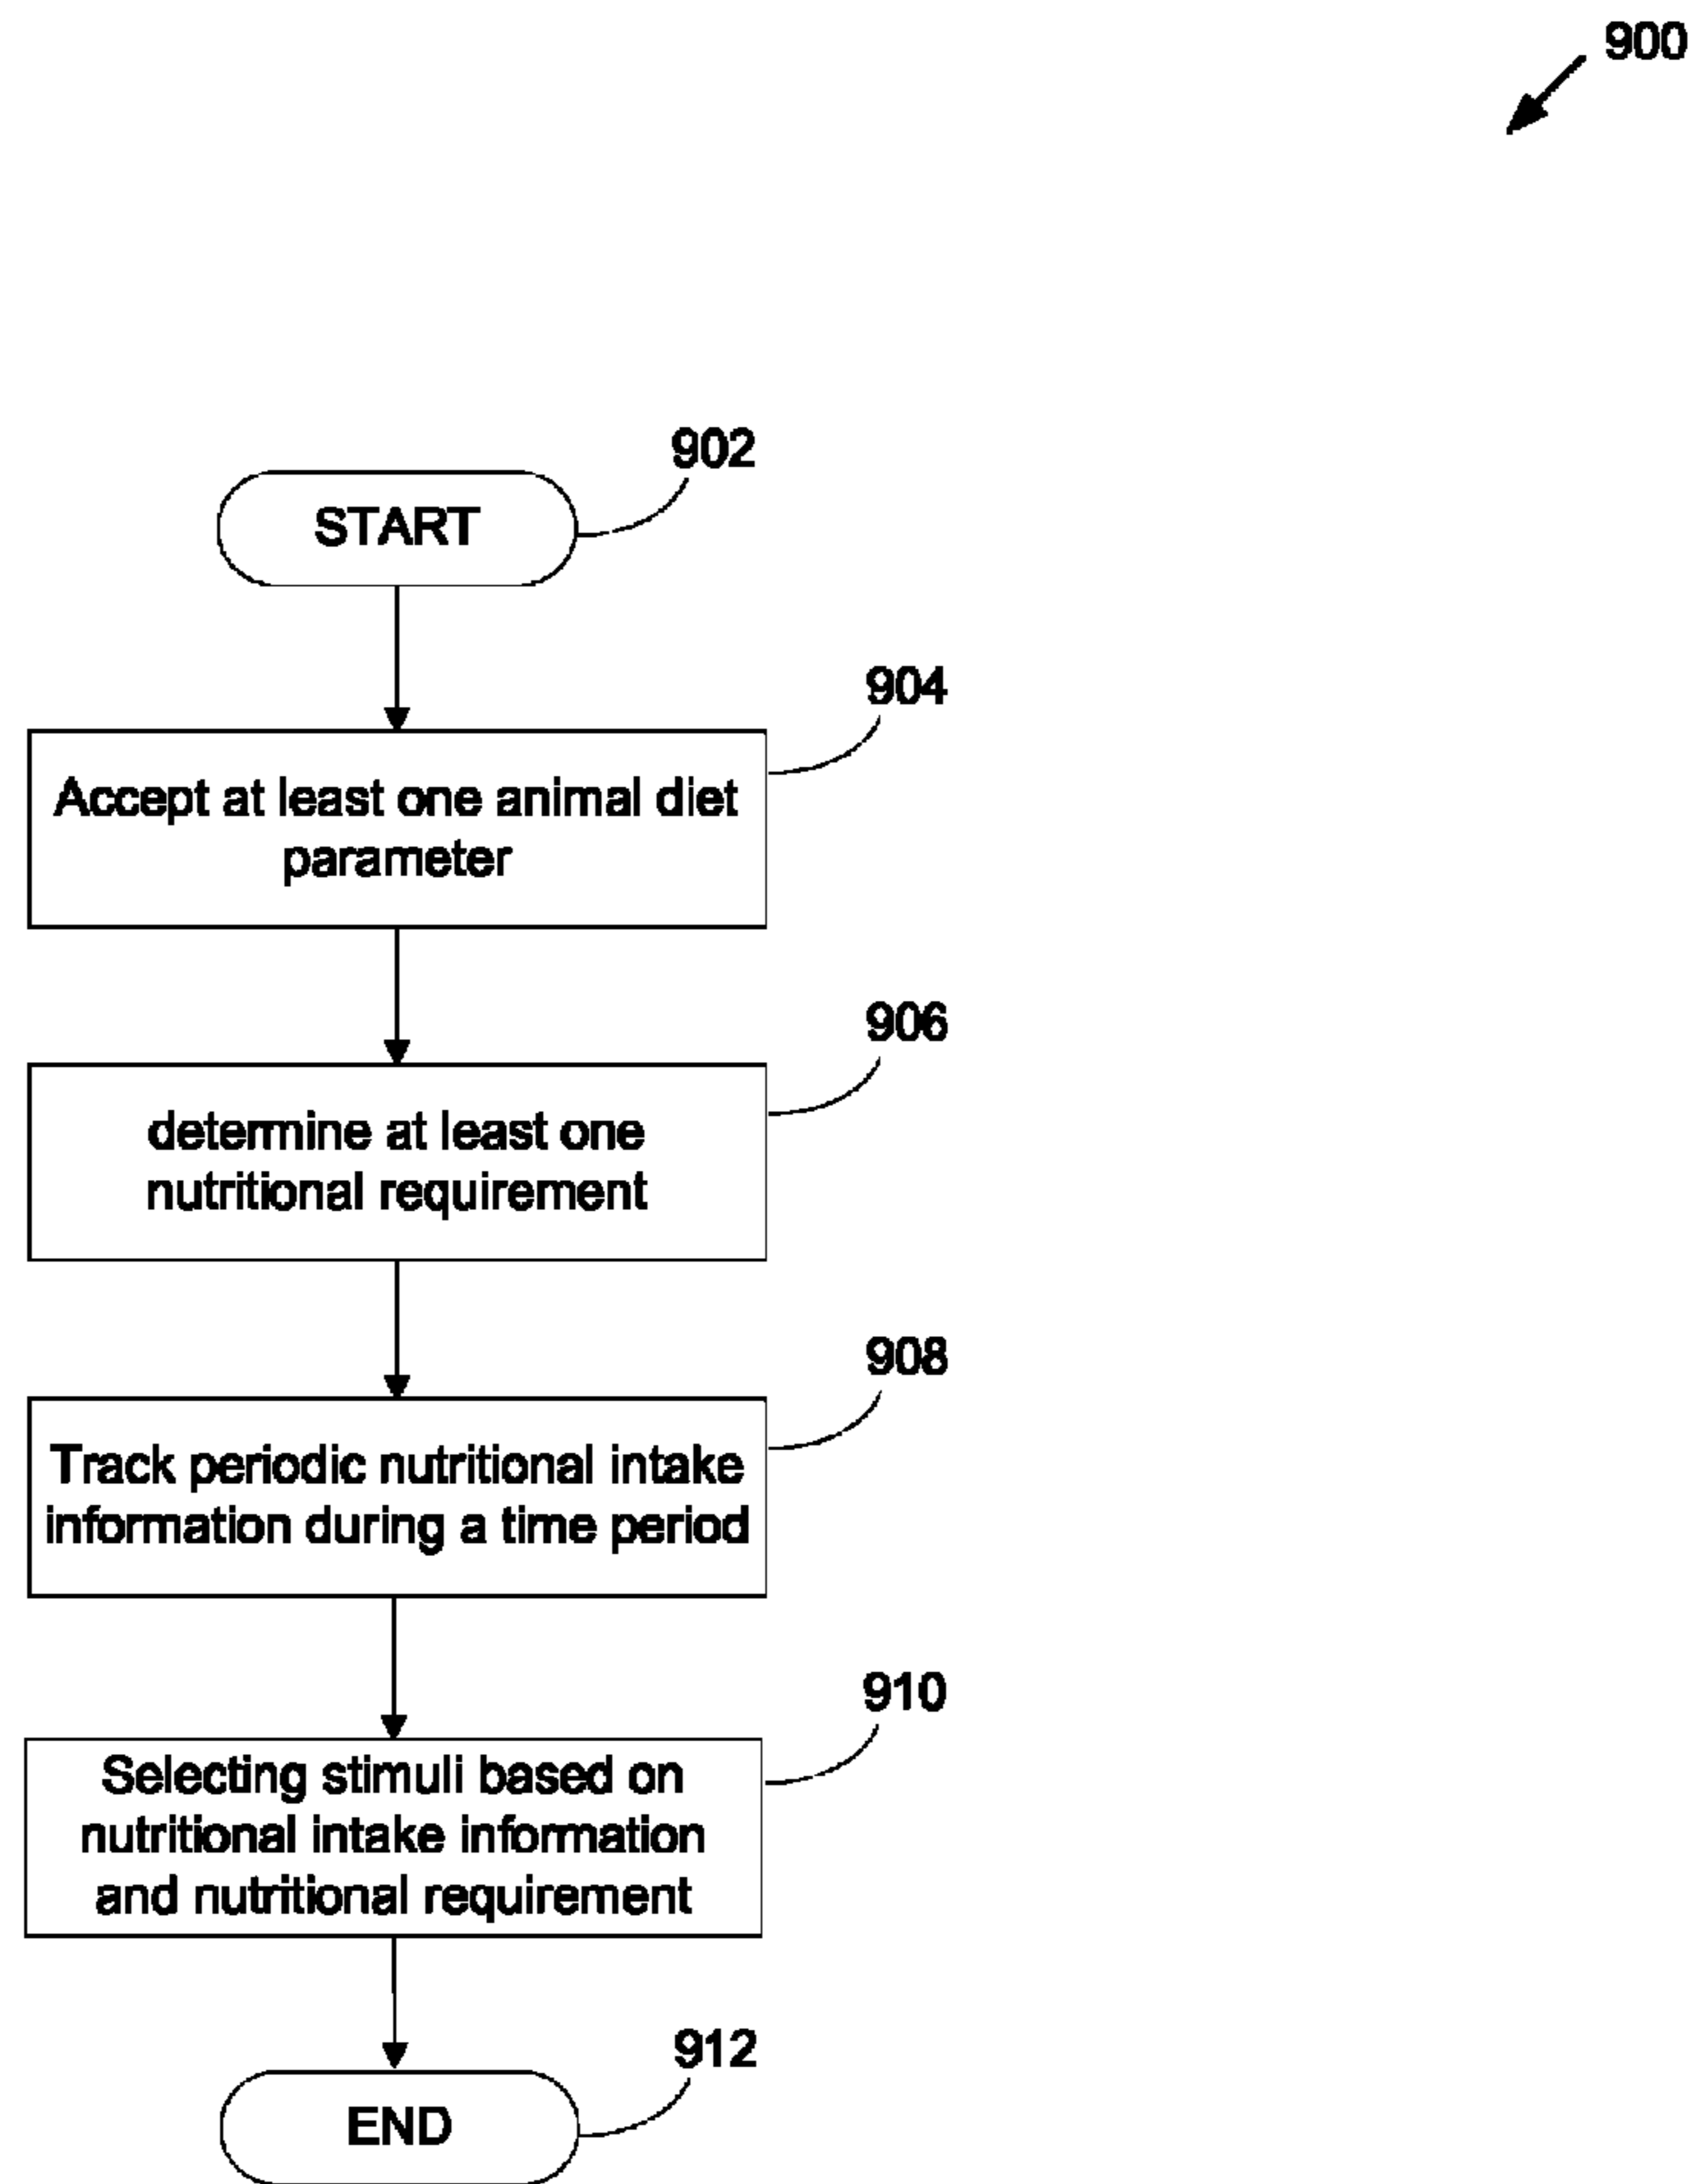 900
902
START
904
Accept at least one animal diet
parameter
906
determine at least one
nutritional requirement
908
Track periodic nutritional intake
information during a time period
910
Selecting stimuli based on
nutritional intake information
and nutritional requirement
912
END